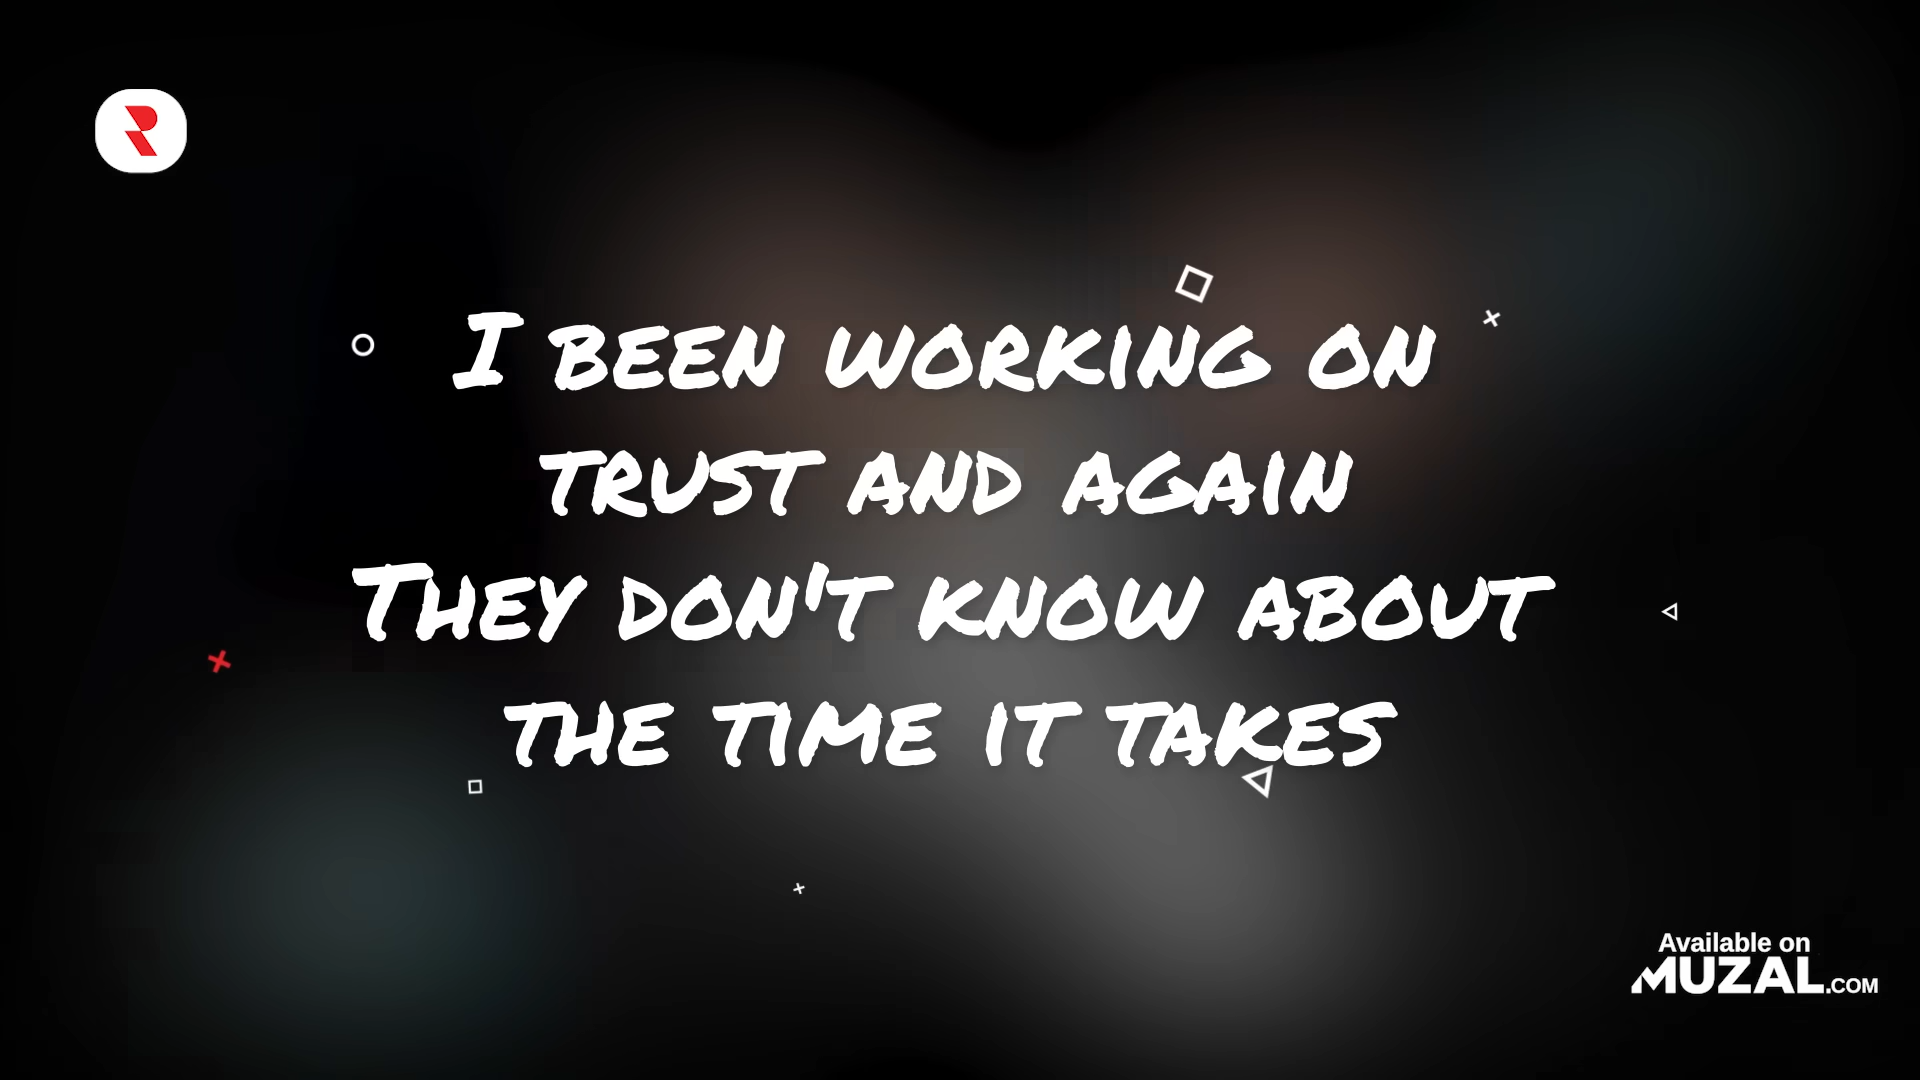 I BEEN WORKING ON
TRUST AND AGAIN
THEY DON'T KNOW ABOUT
THE TIME IT TAKES
Available on
MUZAL.COM